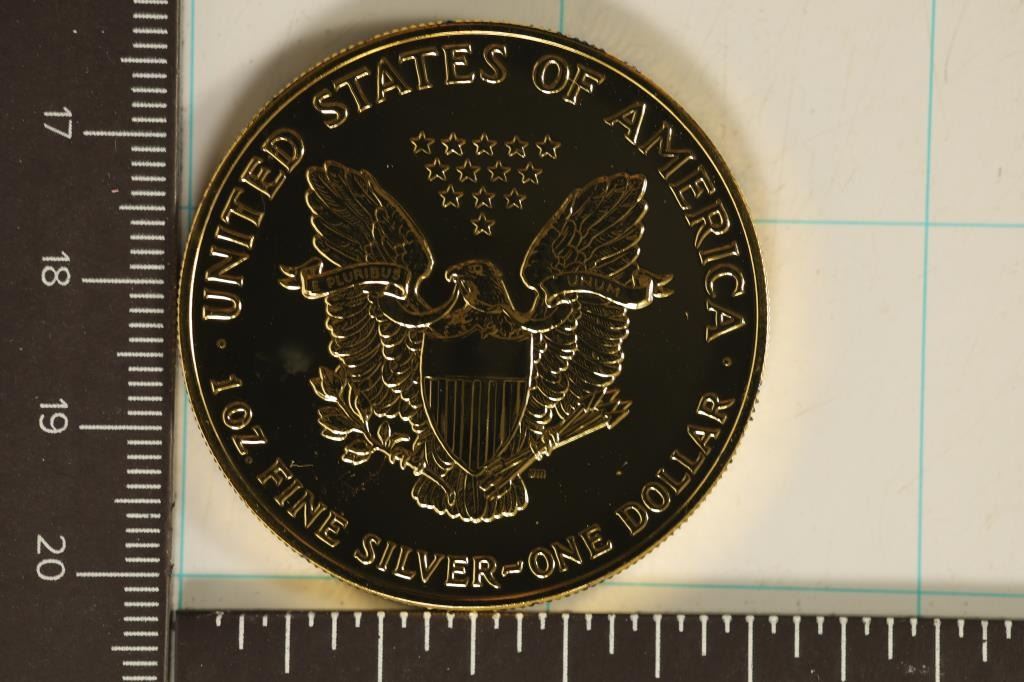 UNITED STATES OF AMERICA
E PLURIBUS UNUM
· 1 OZ. FINE SILVER~ONE DOLLAR ·
17
18
19
20